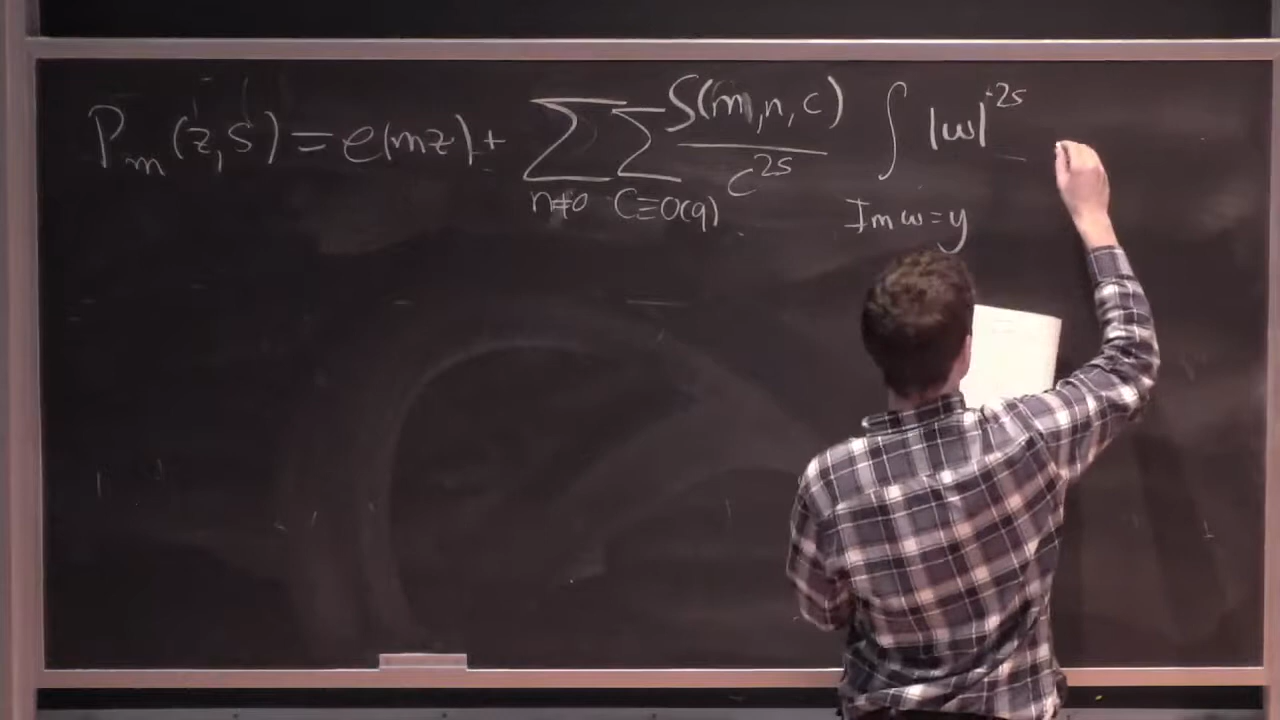 P_m(z,s) = e(mz) + ∑_{n≠0} ∑_{C≡0(q)} S(m,n,c)/c^{2s} ∫_{Im w = y} |w|^{-2s}